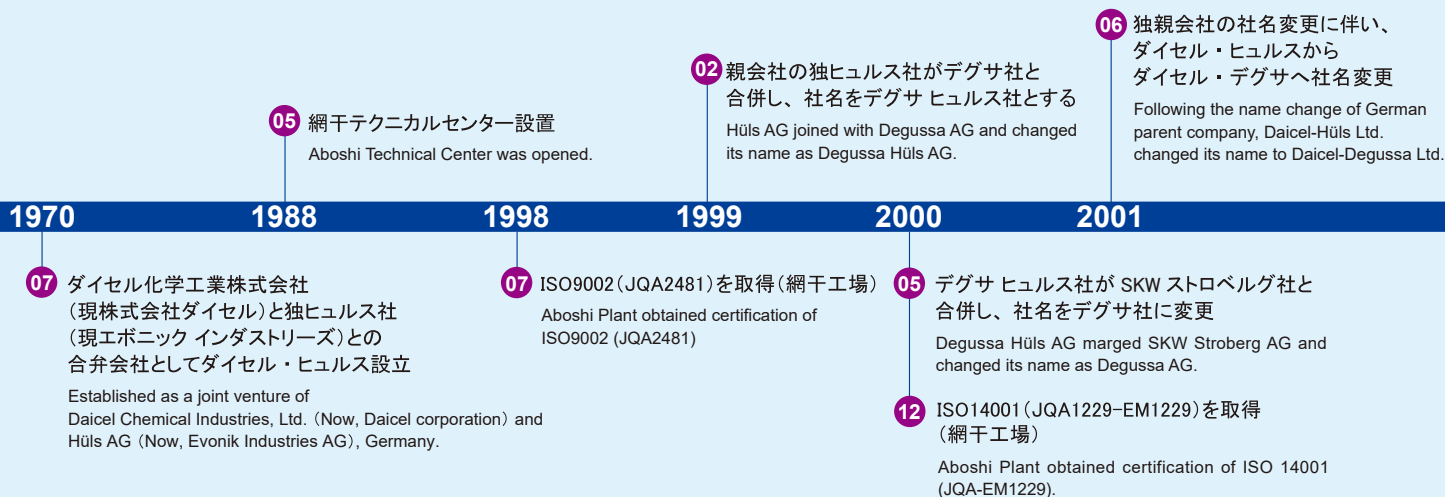 1970
07 ダイセル化学工業株式会社
（現株式会社ダイセル）と独ヒュルス社
（現エボニック インダストリーズ）との
合弁会社としてダイセル・ヒュルス設立
Established as a joint venture of
Daicel Chemical Industries, Ltd.（Now, Daicel corporation）and
Hüls AG（Now, Evonik Industries AG）, Germany.
1988
05 網干テクニカルセンター設置
Aboshi Technical Center was opened.
1998
07 ISO9002（JQA2481）を取得（網干工場）
Aboshi Plant obtained certification of
ISO9002 (JQA2481)
1999
02 親会社の独ヒュルス社がデグサ社と
合併し、社名をデグサ ヒュルス社とする
Hüls AG joined with Degussa AG and changed
its name as Degussa Hüls AG.
2000
05 デグサ ヒュルス社が SKW ストロベルグ社と
合併し、社名をデグサ社に変更
Degussa Hüls AG marged SKW Stroberg AG and
changed its name as Degussa AG.
12 ISO14001（JQA1229-EM1229）を取得
（網干工場）
Aboshi Plant obtained certification of ISO 14001
(JQA-EM1229).
2001
06 独親会社の社名変更に伴い、
ダイセル・ヒュルスから
ダイセル・デグサへ社名変更
Following the name change of German
parent company, Daicel-Hüls Ltd.
changed its name to Daicel-Degussa Ltd.